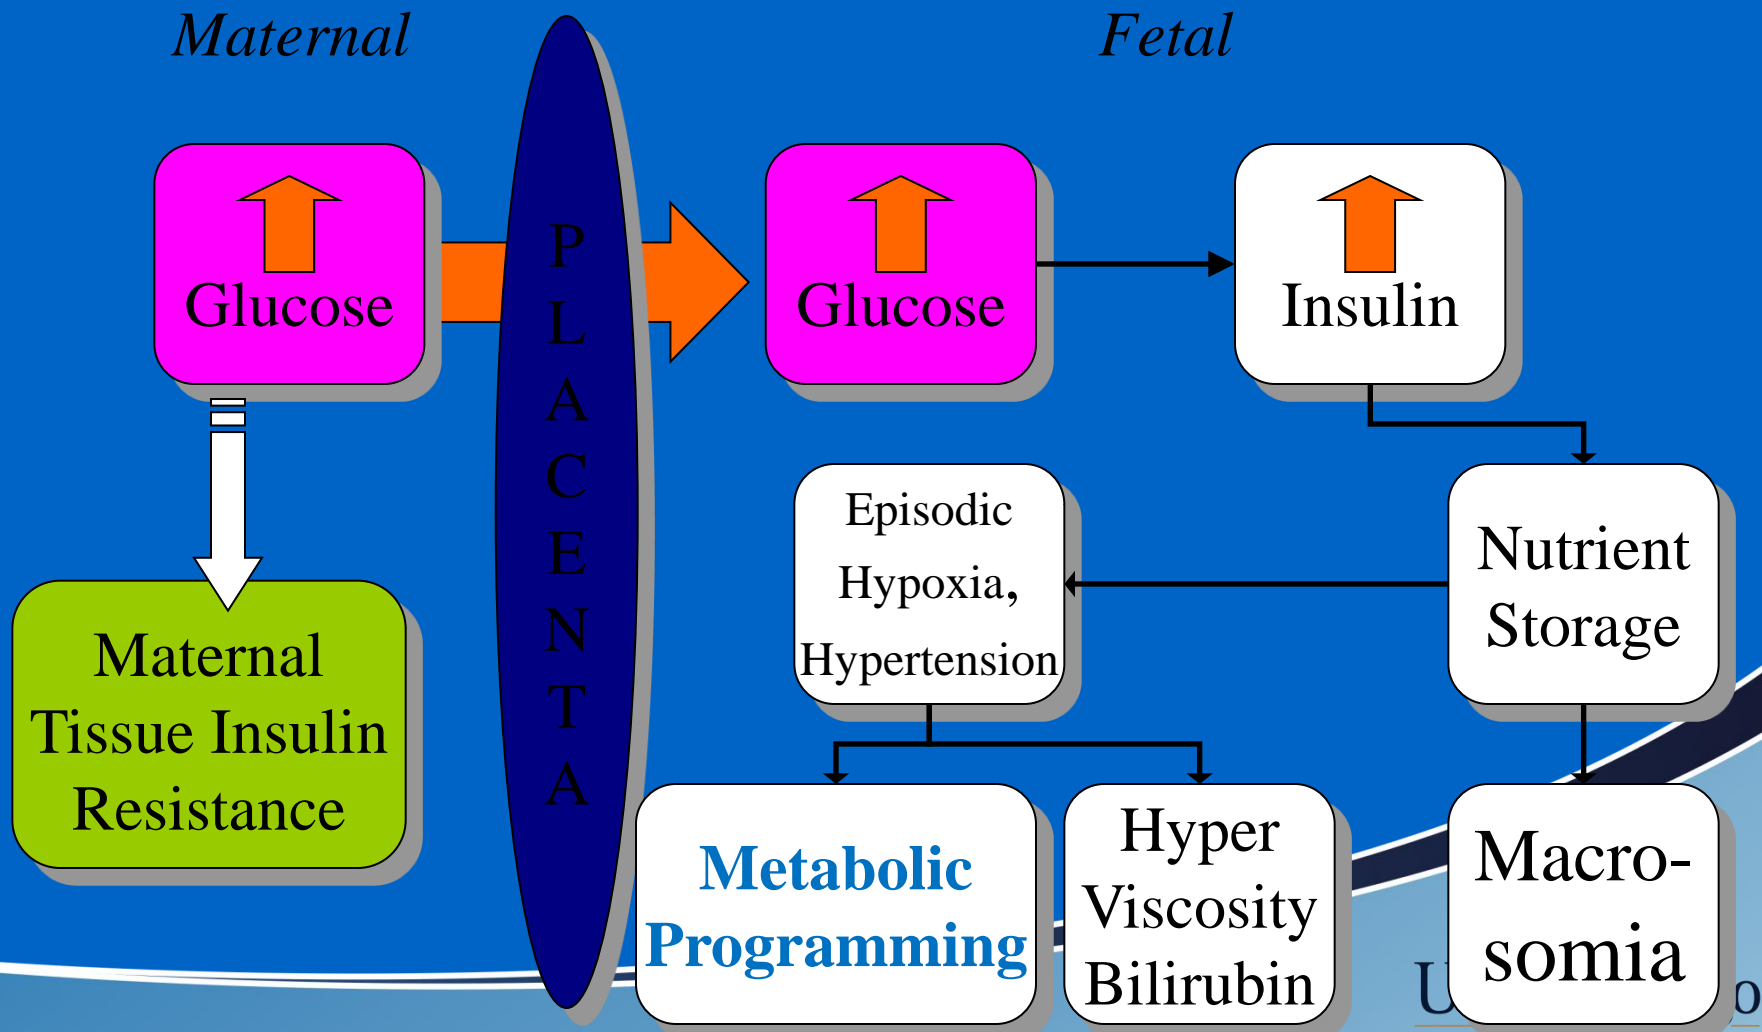 Maternal
Fetal
Glucose
PLACENTA
Glucose
Insulin
Maternal
Tissue Insulin
Resistance
Episodic
Hypoxia,
Hypertension
Nutrient
Storage
Metabolic
Programming
Hyper
Viscosity
Bilirubin
Macro-
somia